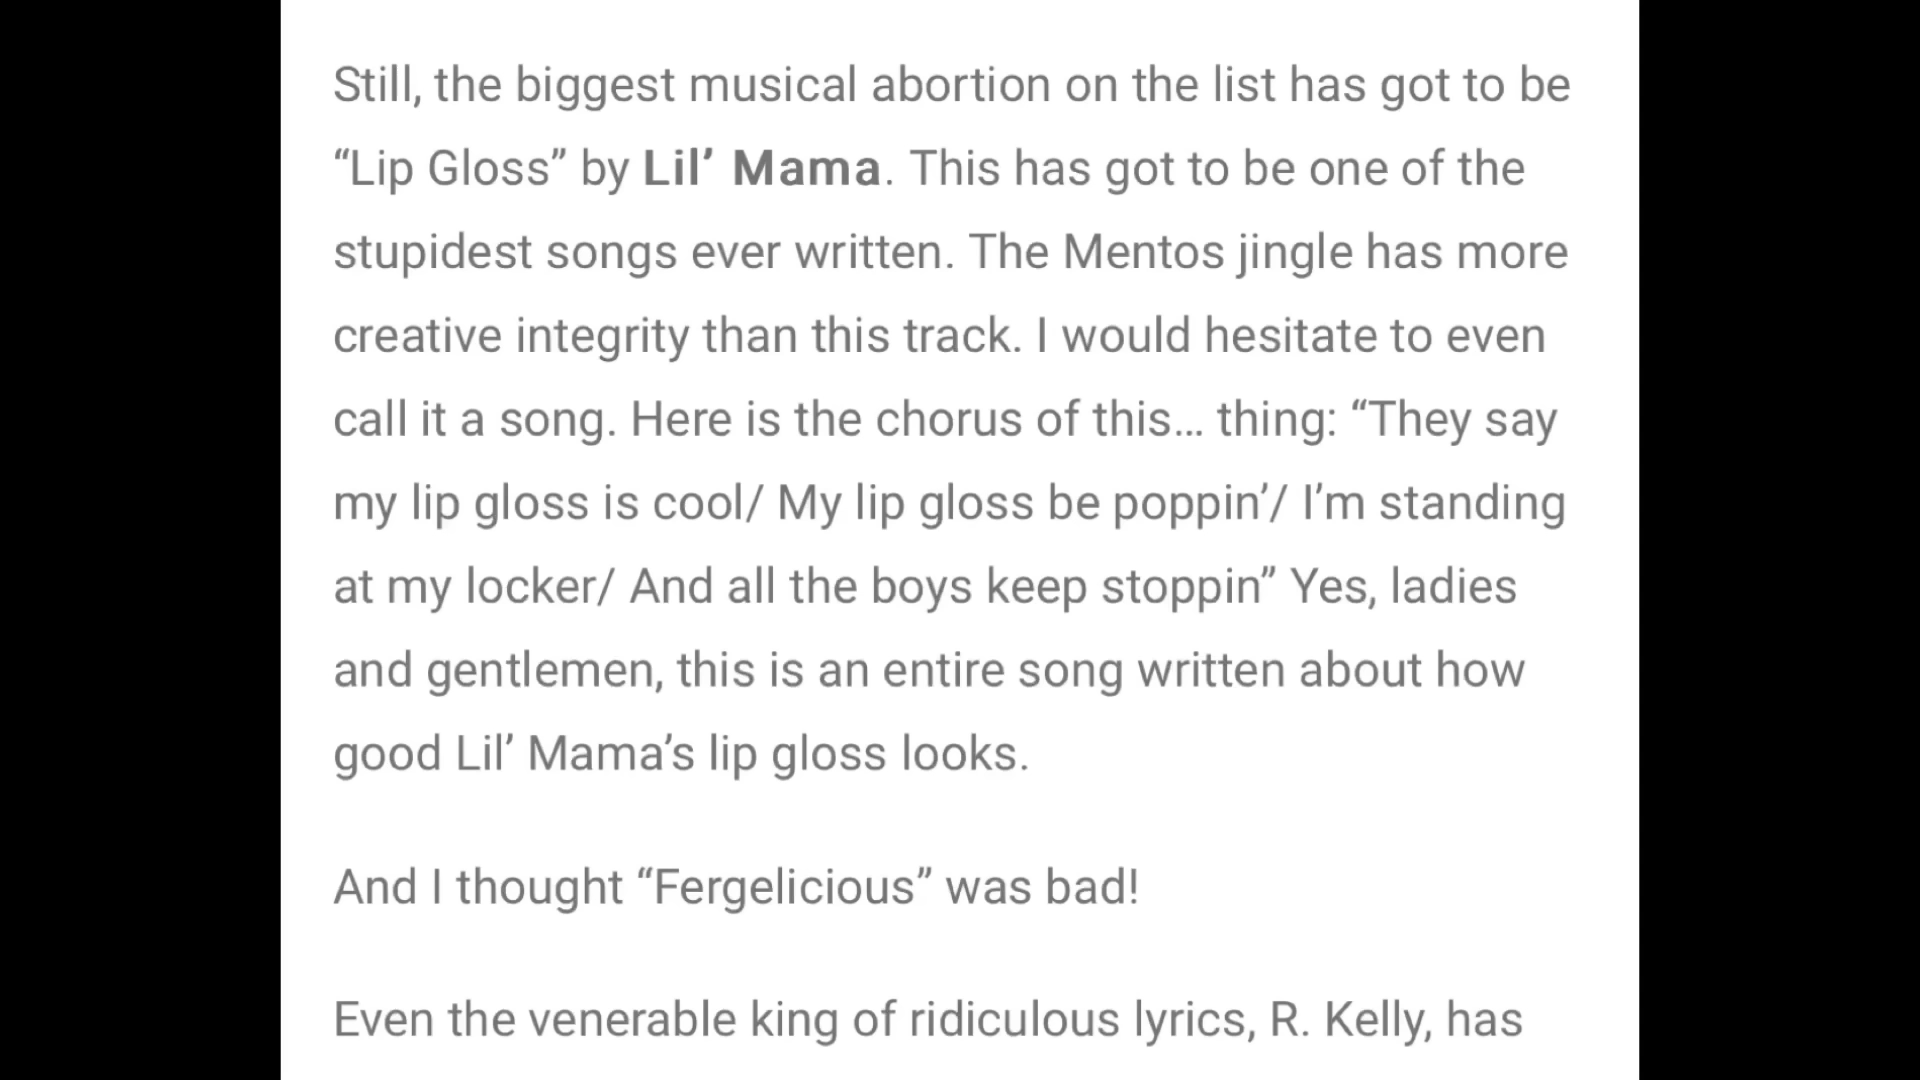 Still, the biggest musical abortion on the list has got to be
“Lip Gloss” by Lil’ Mama. This has got to be one of the
stupidest songs ever written. The Mentos jingle has more
creative integrity than this track. I would hesitate to even
call it a song. Here is the chorus of this… thing: “They say
my lip gloss is cool/ My lip gloss be poppin’/ I’m standing
at my locker/ And all the boys keep stoppin” Yes, ladies
and gentlemen, this is an entire song written about how
good Lil’ Mama’s lip gloss looks.
And I thought “Fergelicious” was bad!
Even the venerable king of ridiculous lyrics, R. Kelly, has